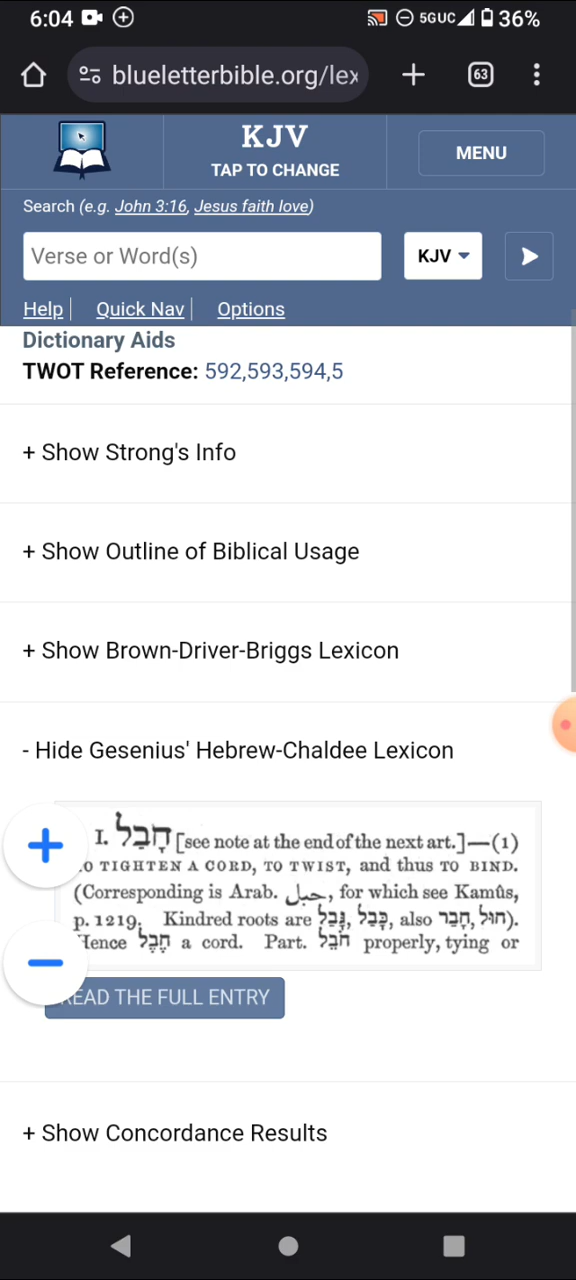 6:04 5GUC 36%
blueletterbible.org/lex 63
KJV
TAP TO CHANGE
MENU
Search (e.g. John 3:16, Jesus faith love)
Verse or Word(s) KJV
Help Quick Nav Options
Dictionary Aids
TWOT Reference: 592,593,594,5
+ Show Strong's Info
+ Show Outline of Biblical Usage
+ Show Brown-Driver-Briggs Lexicon
- Hide Gesenius' Hebrew-Chaldee Lexicon
I. חָבַל [see note at the end of the next art.]—(1)
O TIGHTEN A CORD, TO TWIST, and thus TO BIND.
(Corresponding is Arab. حبل, for which see Kamûs,
p. 1219. Kindred roots are כָּבַל, גָּבַל, also חָבַר, חוּל).
Hence חֶבֶל a cord. Part. חֹבֵל properly, tying or
READ THE FULL ENTRY
+ Show Concordance Results